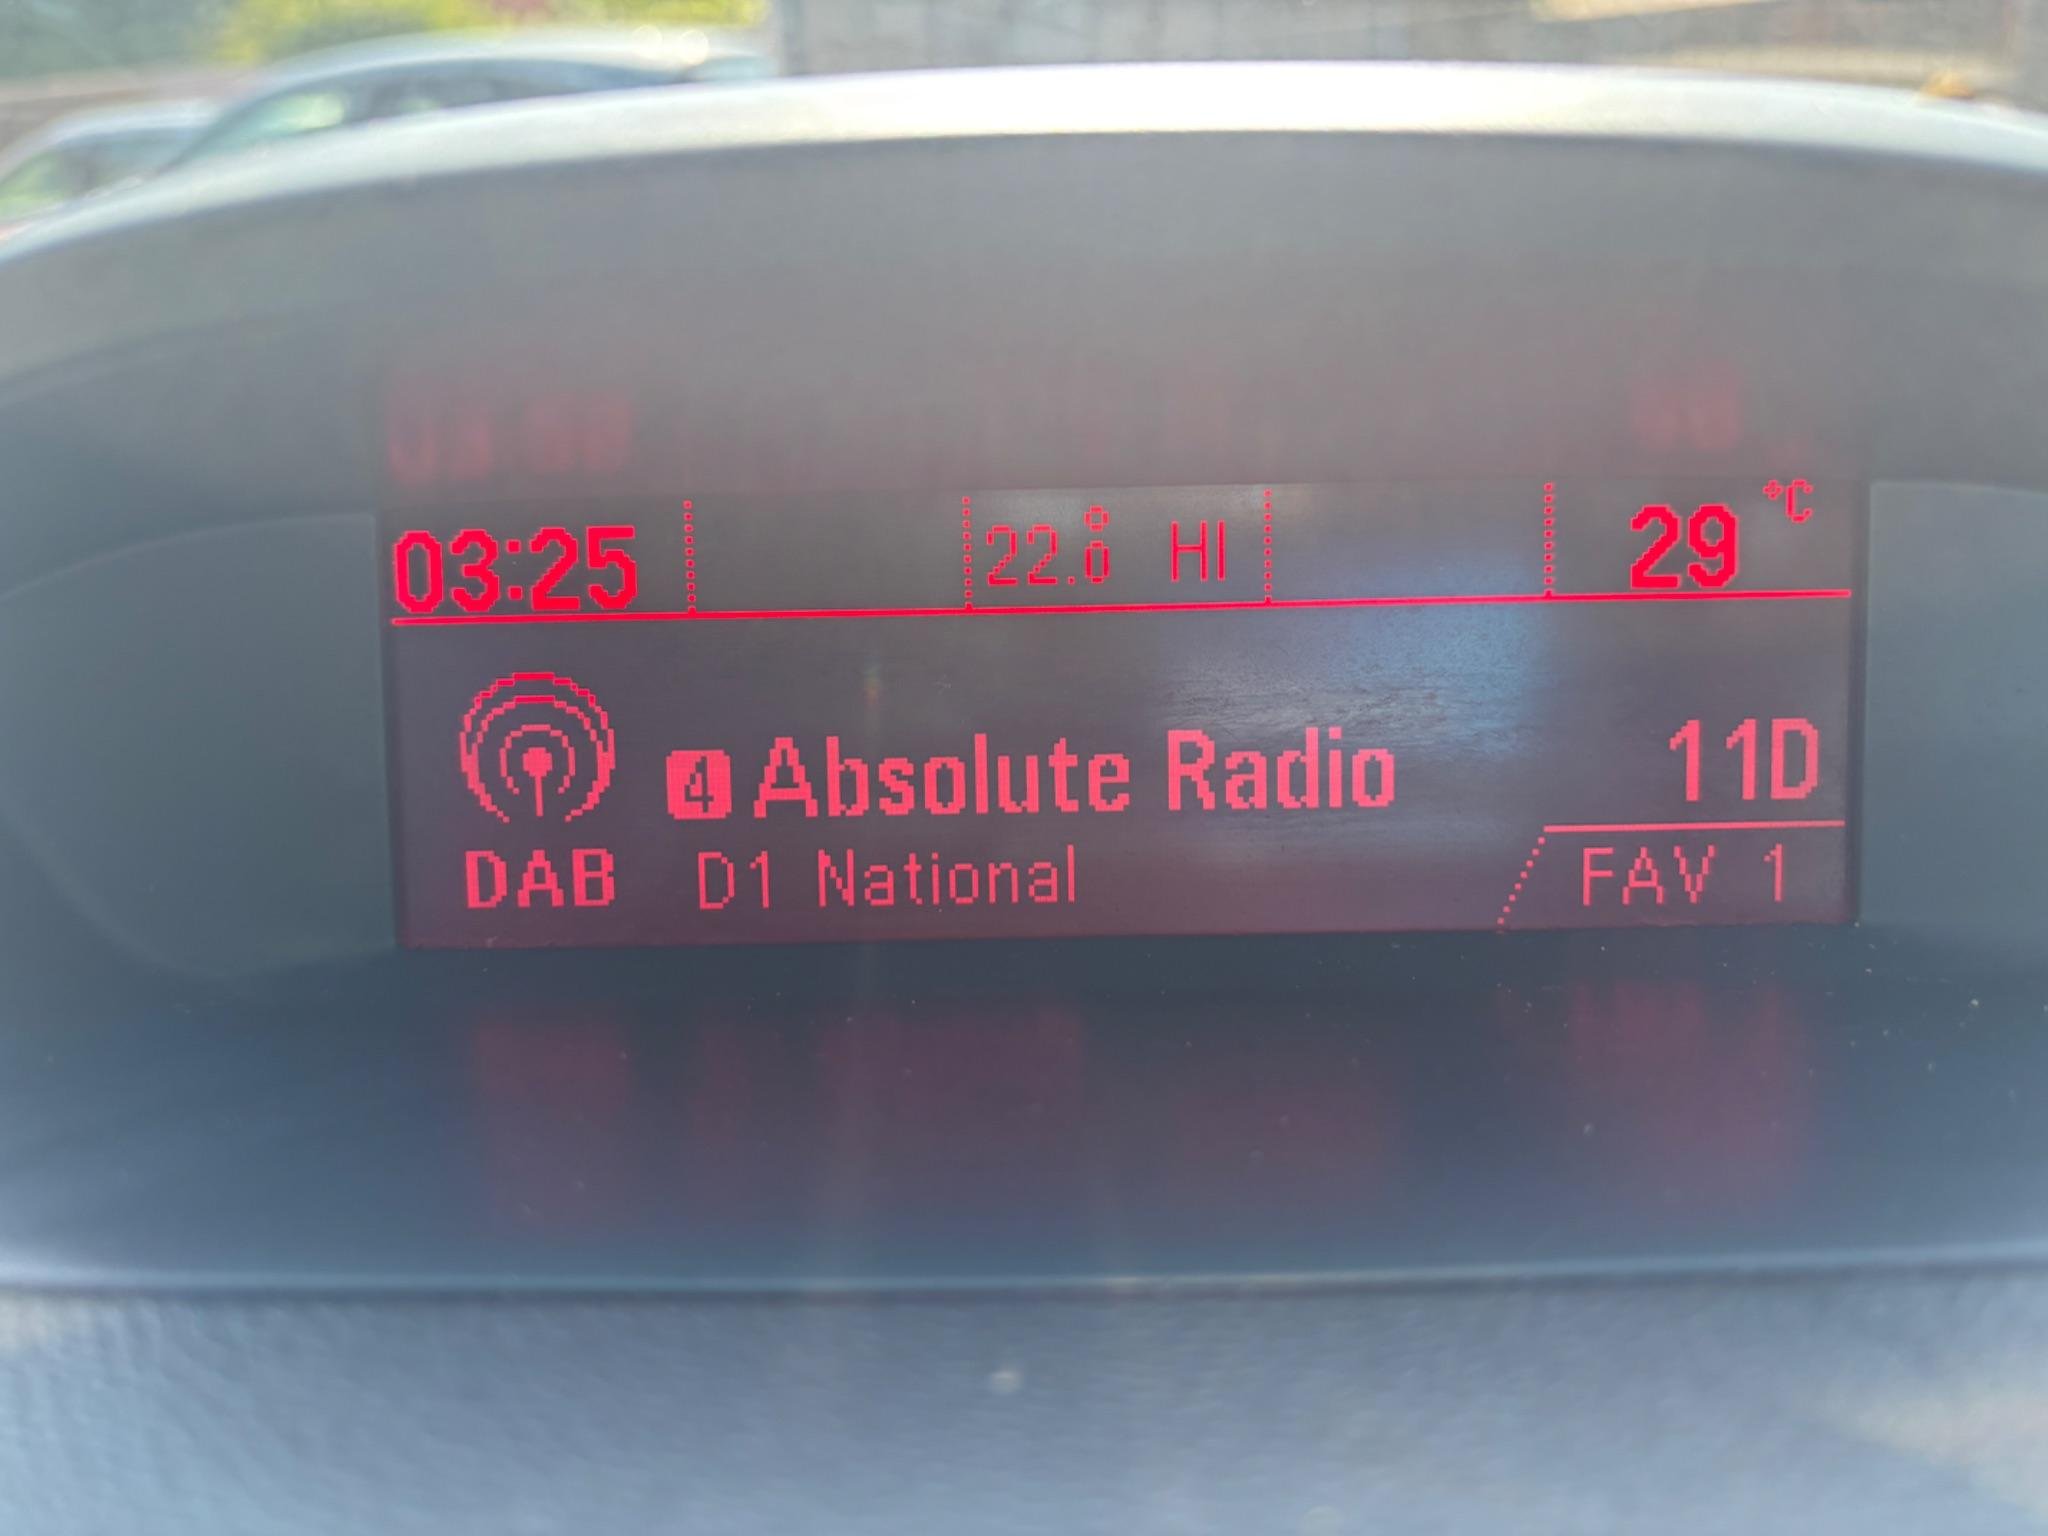 03:25 22.0° HI 29 °C
4 Absolute Radio 11D
DAB D1 National FAV 1